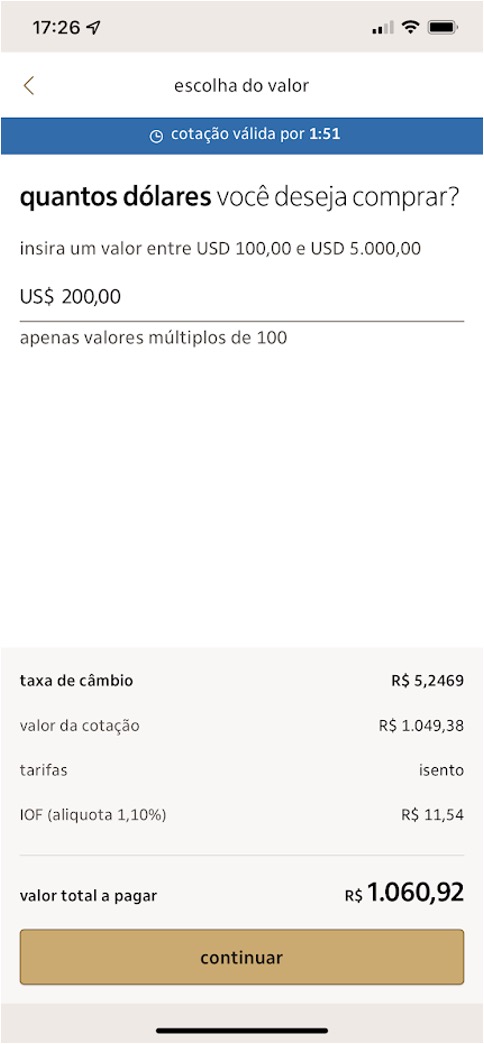 17:26
escolha do valor
cotação válida por 1:51
quantos dólares você deseja comprar?
insira um valor entre USD 100,00 e USD 5.000,00
US$ 200,00
apenas valores múltiplos de 100
taxa de câmbio R$ 5,2469
valor da cotação R$ 1.049,38
tarifas isento
IOF (aliquota 1,10%) R$ 11,54
valor total a pagar R$ 1.060,92
continuar